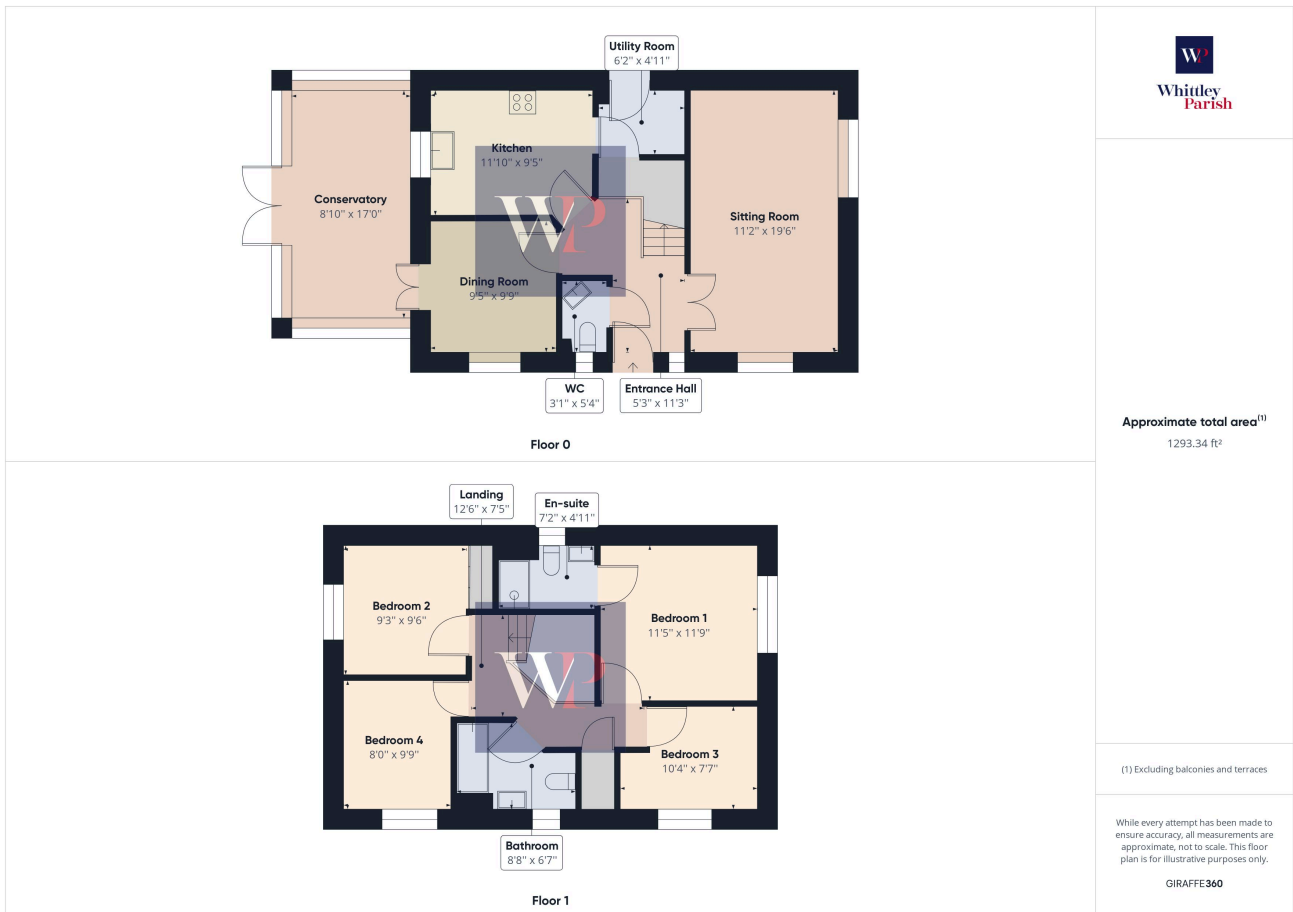 Utility Room
6'2" x 4'11"
Kitchen
11'10" x 9'5"
Conservatory
8'10" x 17'0"
Sitting Room
11'2" x 19'6"
Dining Room
9'5" x 9'9"
WP
WC
3'1" x 5'4"
Entrance Hall
5'3" x 11'3"
Floor 0
Landing
12'6" x 7'5"
En-suite
7'2" x 4'11"
Bedroom 2
9'3" x 9'6"
Bedroom 1
11'5" x 11'9"
WP
Bedroom 4
8'0" x 9'9"
Bedroom 3
10'4" x 7'7"
Bathroom
8'8" x 6'7"
Floor 1
WP
Whittley
Parish
Approximate total area(1)
1293.34 ft²
(1) Excluding balconies and terraces
While every attempt has been made to
ensure accuracy, all measurements are
approximate, not to scale. This floor
plan is for illustrative purposes only.
GIRAFFE360